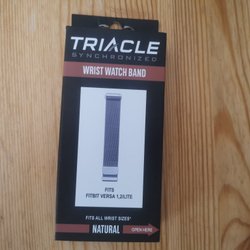 TRIACLE
SYNCHRONIZED
WRIST WATCH BAND
FITS
FITBIT VERSA 1,2/LITE
FITS ALL WRIST SIZES*
NATURAL
OPEN HERE